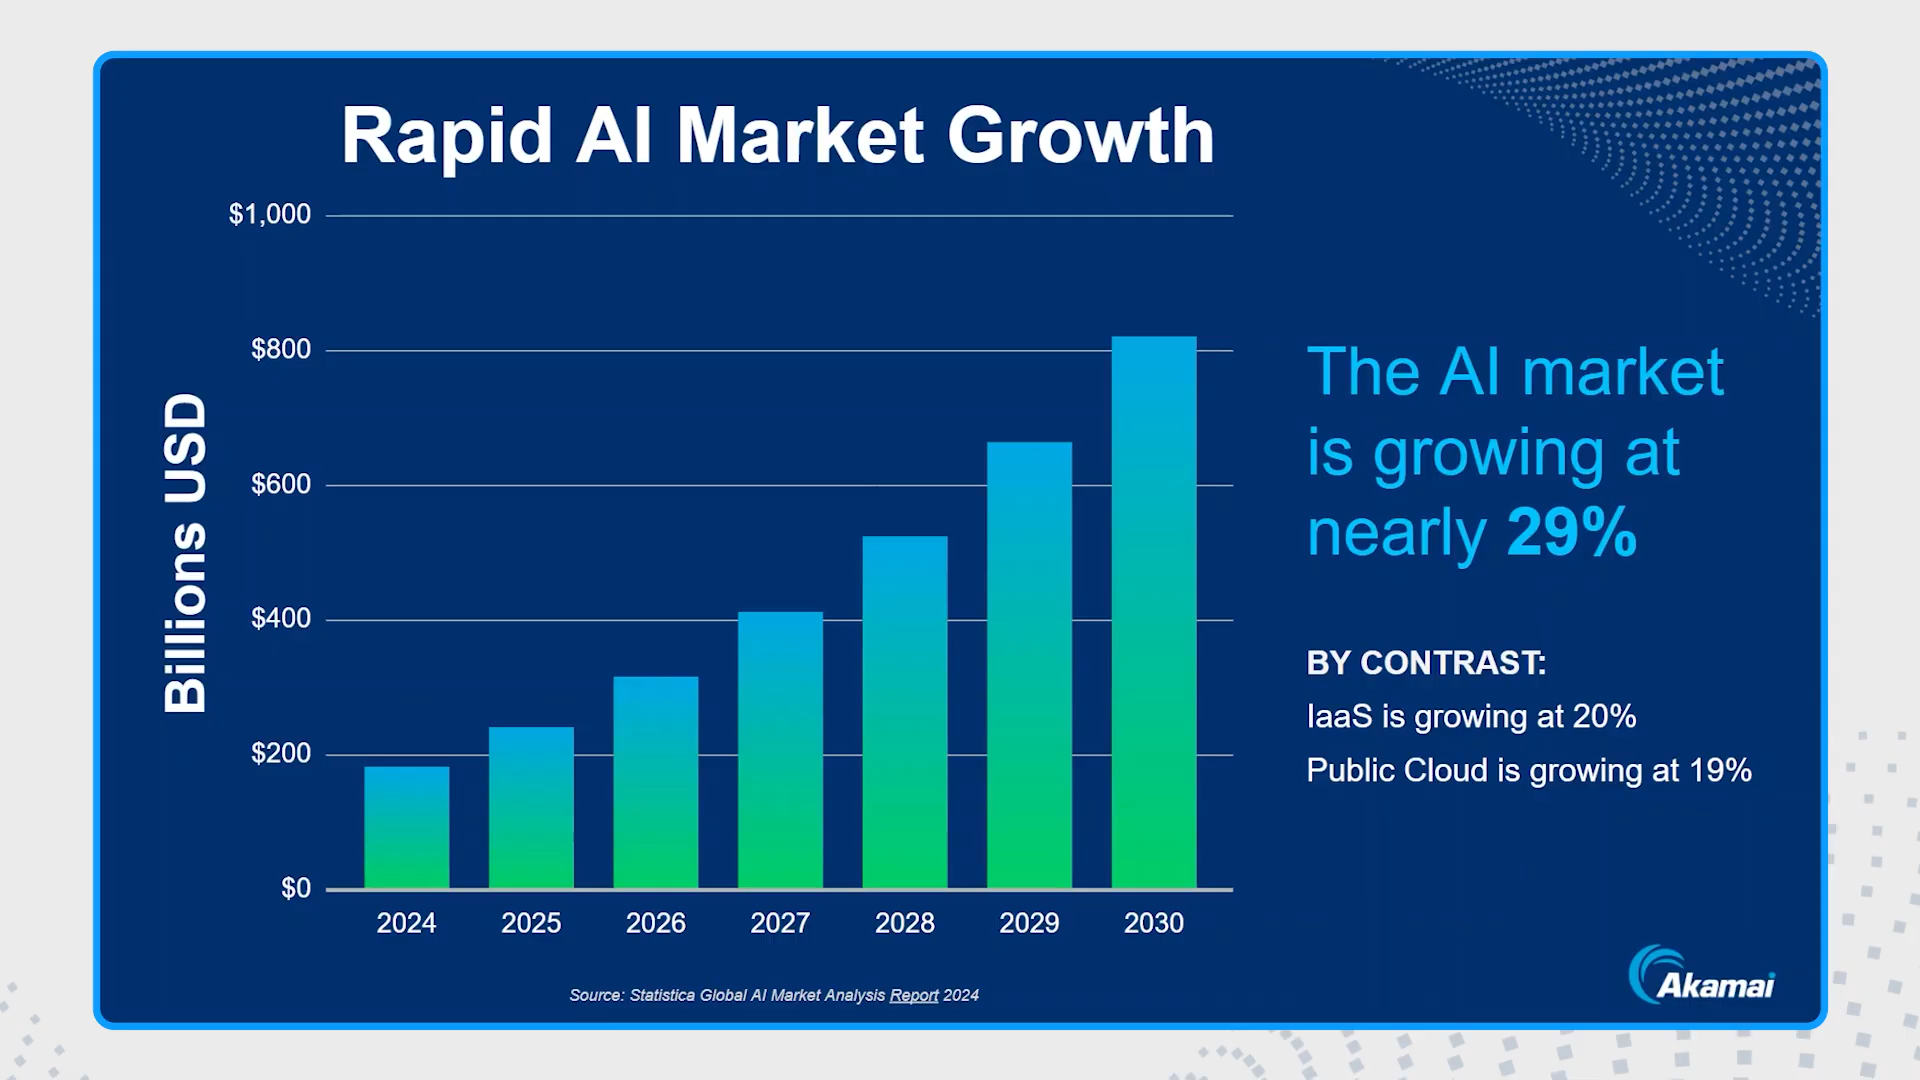 Rapid AI Market Growth
$1,000
$800
$600
$400
$200
$0
Billions USD
2024 2025 2026 2027 2028 2029 2030
Source: Statistica Global AI Market Analysis Report 2024
The AI market
is growing at
nearly 29%
BY CONTRAST:
IaaS is growing at 20%
Public Cloud is growing at 19%
Akamai